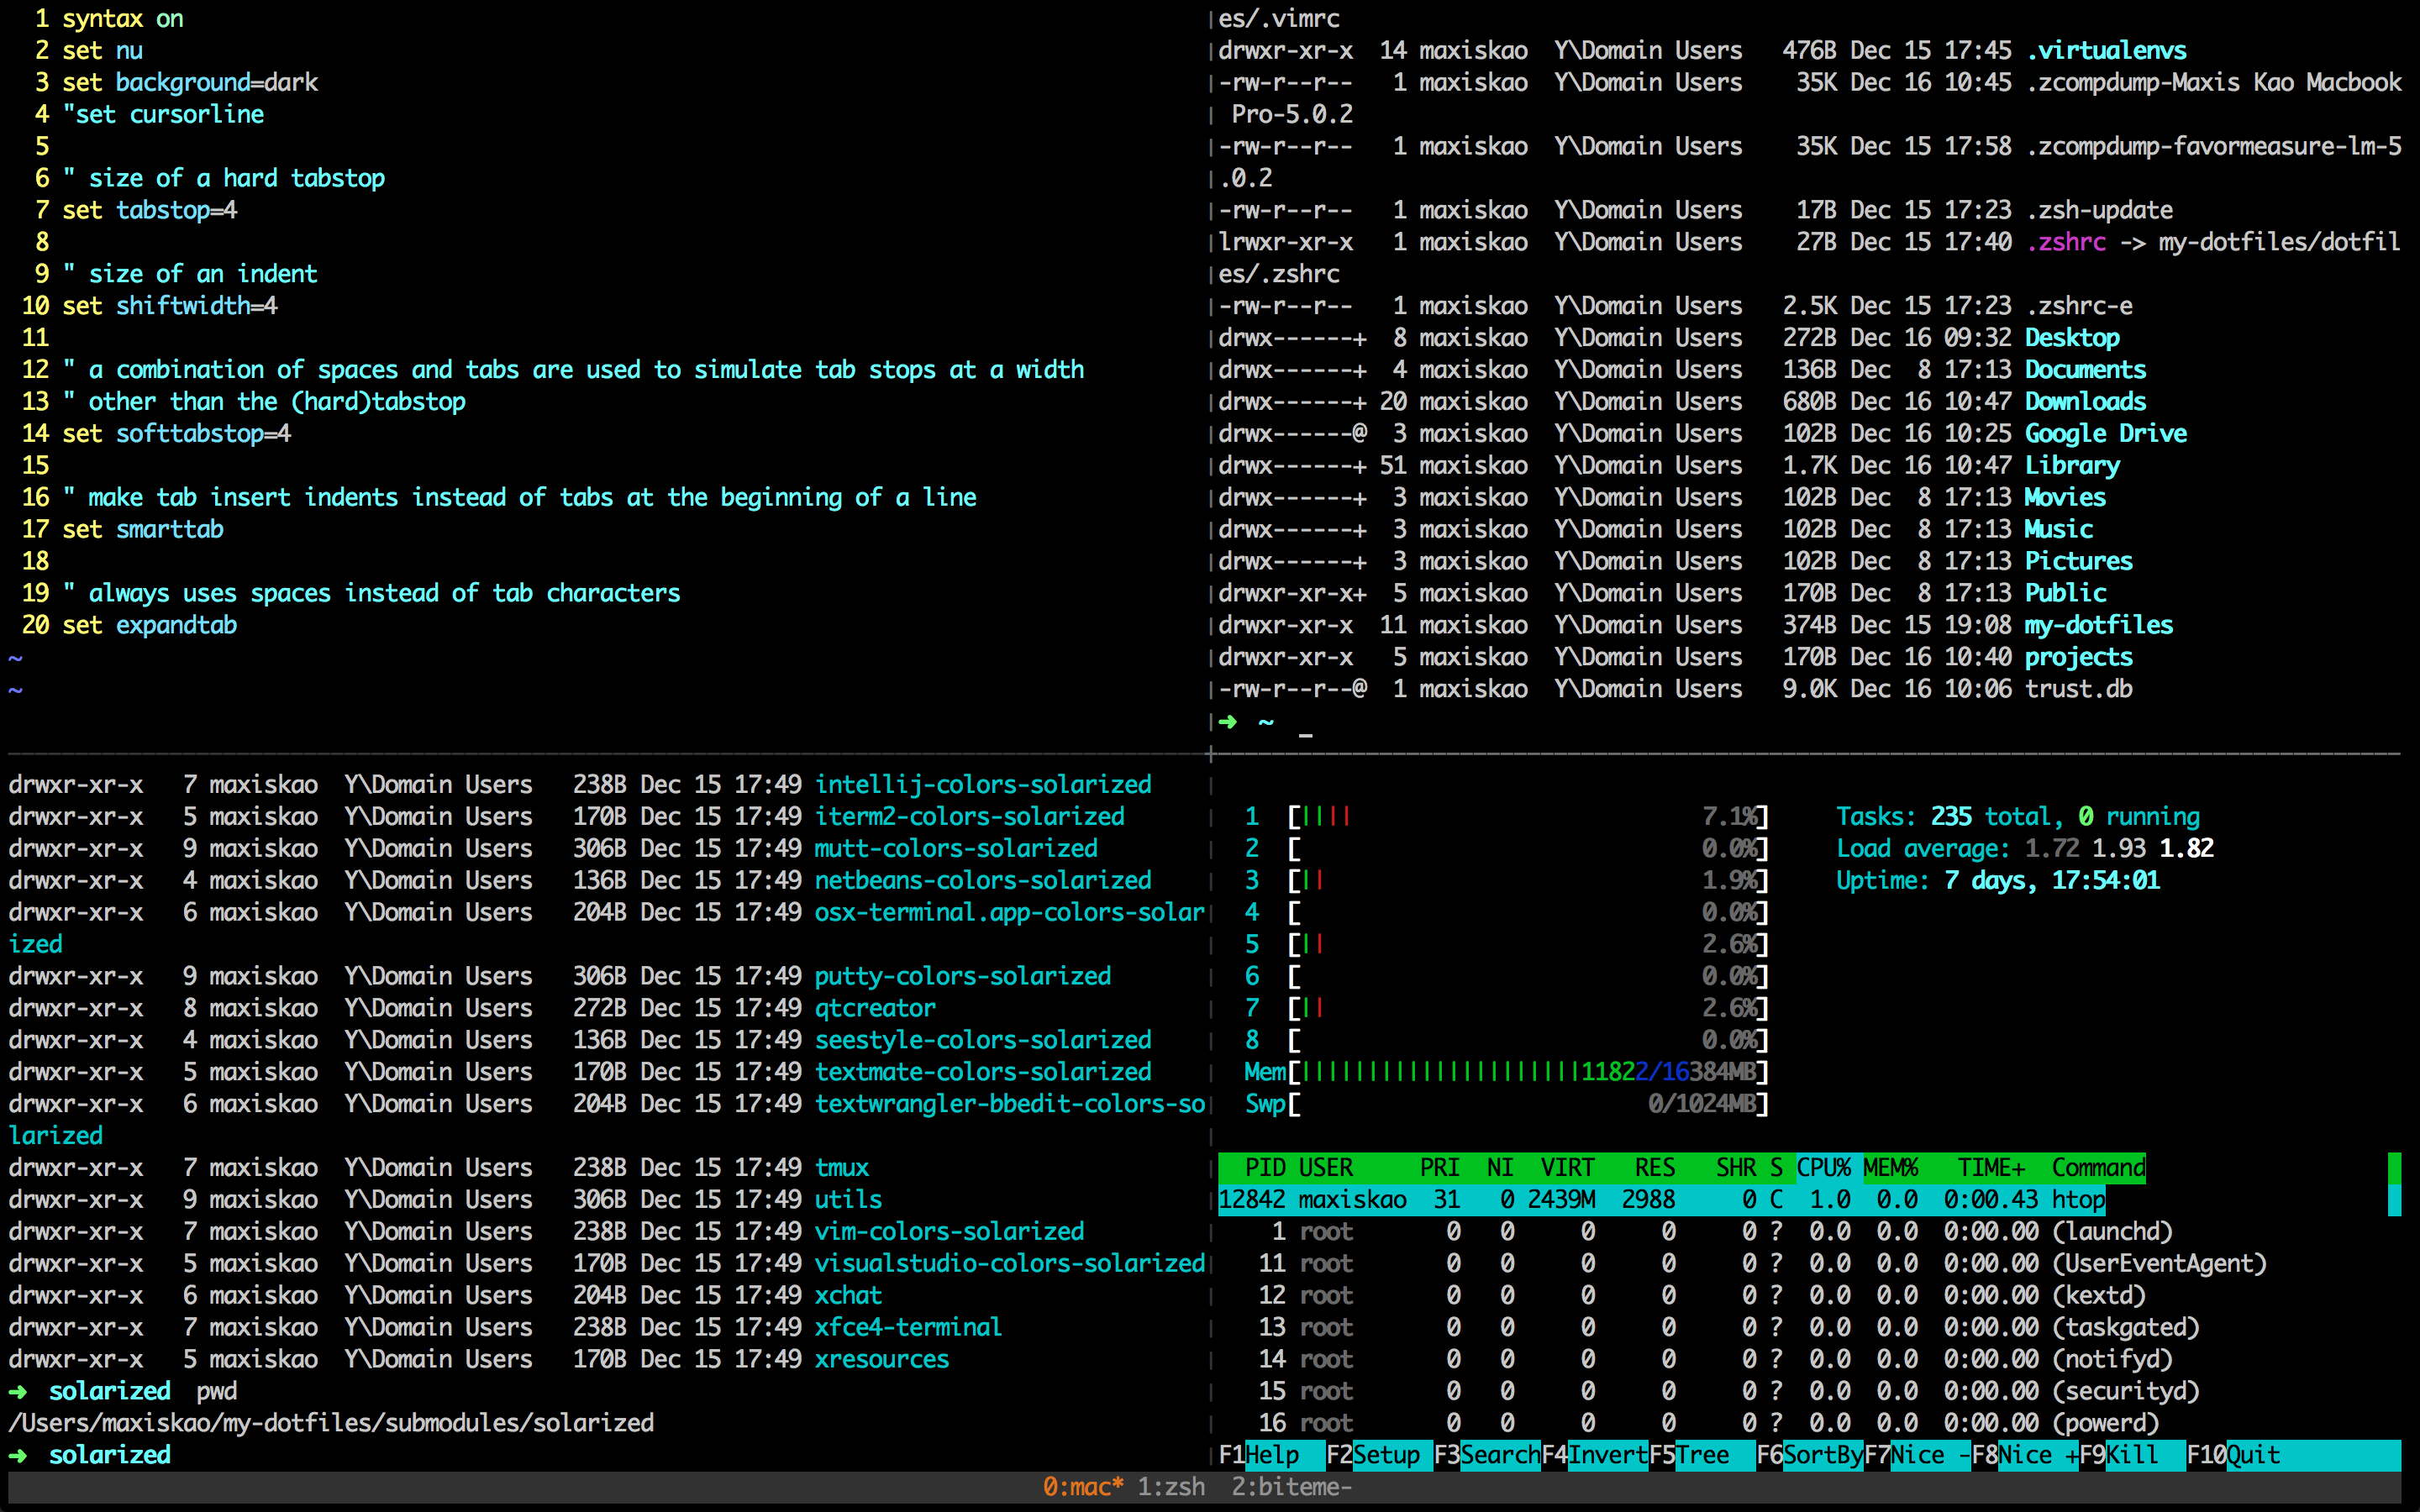 1 syntax on
2 set nu
3 set background=dark
4 "set cursorline
5
6 " size of a hard tabstop
7 set tabstop=4
8
9 " size of an indent
10 set shiftwidth=4
11
12 " a combination of spaces and tabs are used to simulate tab stops at a width
13 " other than the (hard)tabstop
14 set softtabstop=4
15
16 " make tab insert indents instead of tabs at the beginning of a line
17 set smarttab
18
19 " always uses spaces instead of tab characters
20 set expandtab
~
~
es/.vimrc
drwxr-xr-x  14 maxiskao  Y\Domain Users   476B Dec 15 17:45 .virtualenvs
-rw-r--r--   1 maxiskao  Y\Domain Users    35K Dec 16 10:45 .zcompdump-Maxis Kao Macbook
 Pro-5.0.2
-rw-r--r--   1 maxiskao  Y\Domain Users    35K Dec 15 17:58 .zcompdump-favormeasure-lm-5
.0.2
-rw-r--r--   1 maxiskao  Y\Domain Users    17B Dec 15 17:23 .zsh-update
lrwxr-xr-x   1 maxiskao  Y\Domain Users    27B Dec 15 17:40 .zshrc -> my-dotfiles/dotfil
es/.zshrc
-rw-r--r--   1 maxiskao  Y\Domain Users   2.5K Dec 15 17:23 .zshrc-e
drwx------+  8 maxiskao  Y\Domain Users   272B Dec 16 09:32 Desktop
drwx------+  4 maxiskao  Y\Domain Users   136B Dec  8 17:13 Documents
drwx------+ 20 maxiskao  Y\Domain Users   680B Dec 16 10:47 Downloads
drwx------@  3 maxiskao  Y\Domain Users   102B Dec 16 10:25 Google Drive
drwx------+ 51 maxiskao  Y\Domain Users   1.7K Dec 16 10:47 Library
drwx------+  3 maxiskao  Y\Domain Users   102B Dec  8 17:13 Movies
drwx------+  3 maxiskao  Y\Domain Users   102B Dec  8 17:13 Music
drwx------+  3 maxiskao  Y\Domain Users   102B Dec  8 17:13 Pictures
drwxr-xr-x+  5 maxiskao  Y\Domain Users   170B Dec  8 17:13 Public
drwxr-xr-x  11 maxiskao  Y\Domain Users   374B Dec 15 19:08 my-dotfiles
drwxr-xr-x   5 maxiskao  Y\Domain Users   170B Dec 16 10:40 projects
-rw-r--r--@  1 maxiskao  Y\Domain Users   9.0K Dec 16 10:06 trust.db
➜  ~  _
drwxr-xr-x   7 maxiskao  Y\Domain Users   238B Dec 15 17:49 intellij-colors-solarized
drwxr-xr-x   5 maxiskao  Y\Domain Users   170B Dec 15 17:49 iterm2-colors-solarized
drwxr-xr-x   9 maxiskao  Y\Domain Users   306B Dec 15 17:49 mutt-colors-solarized
drwxr-xr-x   4 maxiskao  Y\Domain Users   136B Dec 15 17:49 netbeans-colors-solarized
drwxr-xr-x   6 maxiskao  Y\Domain Users   204B Dec 15 17:49 osx-terminal.app-colors-solar
ized
drwxr-xr-x   9 maxiskao  Y\Domain Users   306B Dec 15 17:49 putty-colors-solarized
drwxr-xr-x   8 maxiskao  Y\Domain Users   272B Dec 15 17:49 qtcreator
drwxr-xr-x   4 maxiskao  Y\Domain Users   136B Dec 15 17:49 seestyle-colors-solarized
drwxr-xr-x   5 maxiskao  Y\Domain Users   170B Dec 15 17:49 textmate-colors-solarized
drwxr-xr-x   6 maxiskao  Y\Domain Users   204B Dec 15 17:49 textwrangler-bbedit-colors-so
larized
drwxr-xr-x   7 maxiskao  Y\Domain Users   238B Dec 15 17:49 tmux
drwxr-xr-x   9 maxiskao  Y\Domain Users   306B Dec 15 17:49 utils
drwxr-xr-x   7 maxiskao  Y\Domain Users   238B Dec 15 17:49 vim-colors-solarized
drwxr-xr-x   5 maxiskao  Y\Domain Users   170B Dec 15 17:49 visualstudio-colors-solarized
drwxr-xr-x   6 maxiskao  Y\Domain Users   204B Dec 15 17:49 xchat
drwxr-xr-x   7 maxiskao  Y\Domain Users   238B Dec 15 17:49 xfce4-terminal
drwxr-xr-x   5 maxiskao  Y\Domain Users   170B Dec 15 17:49 xresources
➜  solarized  pwd
/Users/maxiskao/my-dotfiles/submodules/solarized
➜  solarized
1  [||||                          7.1%]     Tasks: 235 total, 0 running
2  [                              0.0%]     Load average: 1.72 1.93 1.82
3  [||                            1.9%]     Uptime: 7 days, 17:54:01
4  [                              0.0%]
5  [||                            2.6%]
6  [                              0.0%]
7  [||                            2.6%]
8  [                              0.0%]
Mem[|||||||||||||||||||||11822/16384MB]
Swp[                          0/1024MB]
  PID USER     PRI  NI  VIRT   RES   SHR S CPU% MEM%   TIME+  Command
12842 maxiskao  31   0 2439M  2988     0 C  1.0  0.0  0:00.43 htop
    1 root       0   0     0     0     0 ?  0.0  0.0  0:00.00 (launchd)
   11 root       0   0     0     0     0 ?  0.0  0.0  0:00.00 (UserEventAgent)
   12 root       0   0     0     0     0 ?  0.0  0.0  0:00.00 (kextd)
   13 root       0   0     0     0     0 ?  0.0  0.0  0:00.00 (taskgated)
   14 root       0   0     0     0     0 ?  0.0  0.0  0:00.00 (notifyd)
   15 root       0   0     0     0     0 ?  0.0  0.0  0:00.00 (securityd)
   16 root       0   0     0     0     0 ?  0.0  0.0  0:00.00 (powerd)
F1Help  F2Setup F3SearchF4InvertF5Tree  F6SortByF7Nice -F8Nice +F9Kill  F10Quit
0:mac* 1:zsh  2:biteme-